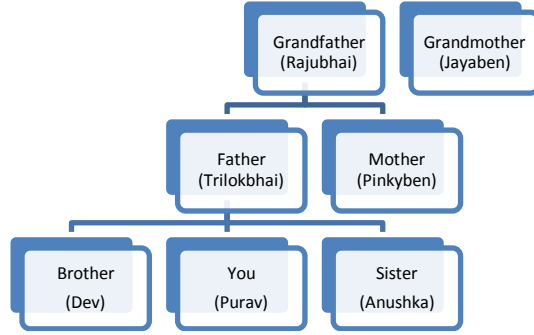 Grandfather
(Rajubhai)
Grandmother
(Jayaben)
Father
(Trilokbhai)
Mother
(Pinkyben)
Brother
(Dev)
You
(Purav)
Sister
(Anushka)